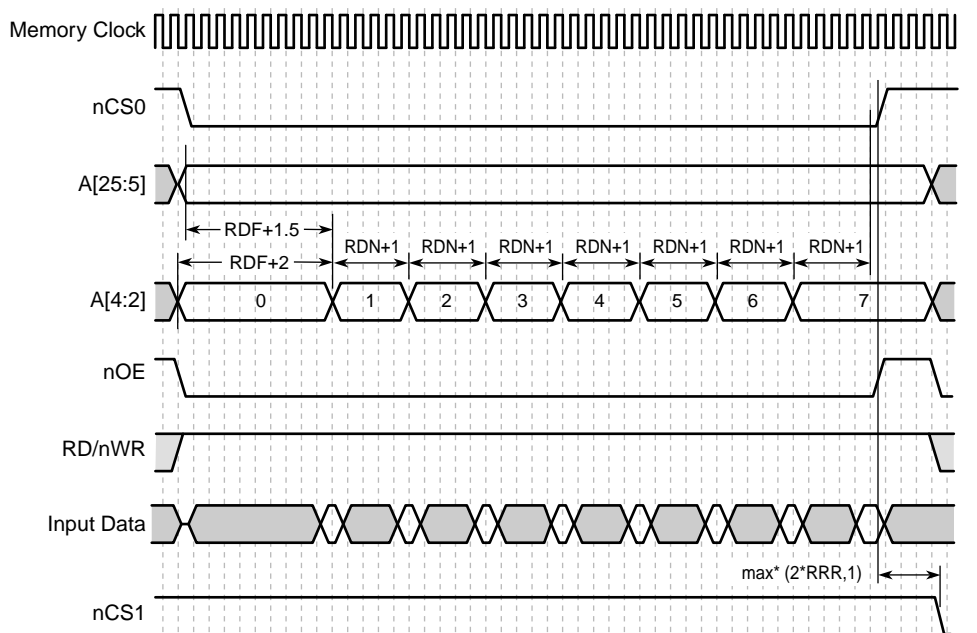 Memory Clock
nCS0
A[25:5]
RDF+1.5
RDF+2
RDN+1 RDN+1 RDN+1 RDN+1 RDN+1 RDN+1 RDN+1
A[4:2]
0 1 2 3 4 5 6 7
nOE
RD/nWR
Input Data
max* (2*RRR,1)
nCS1